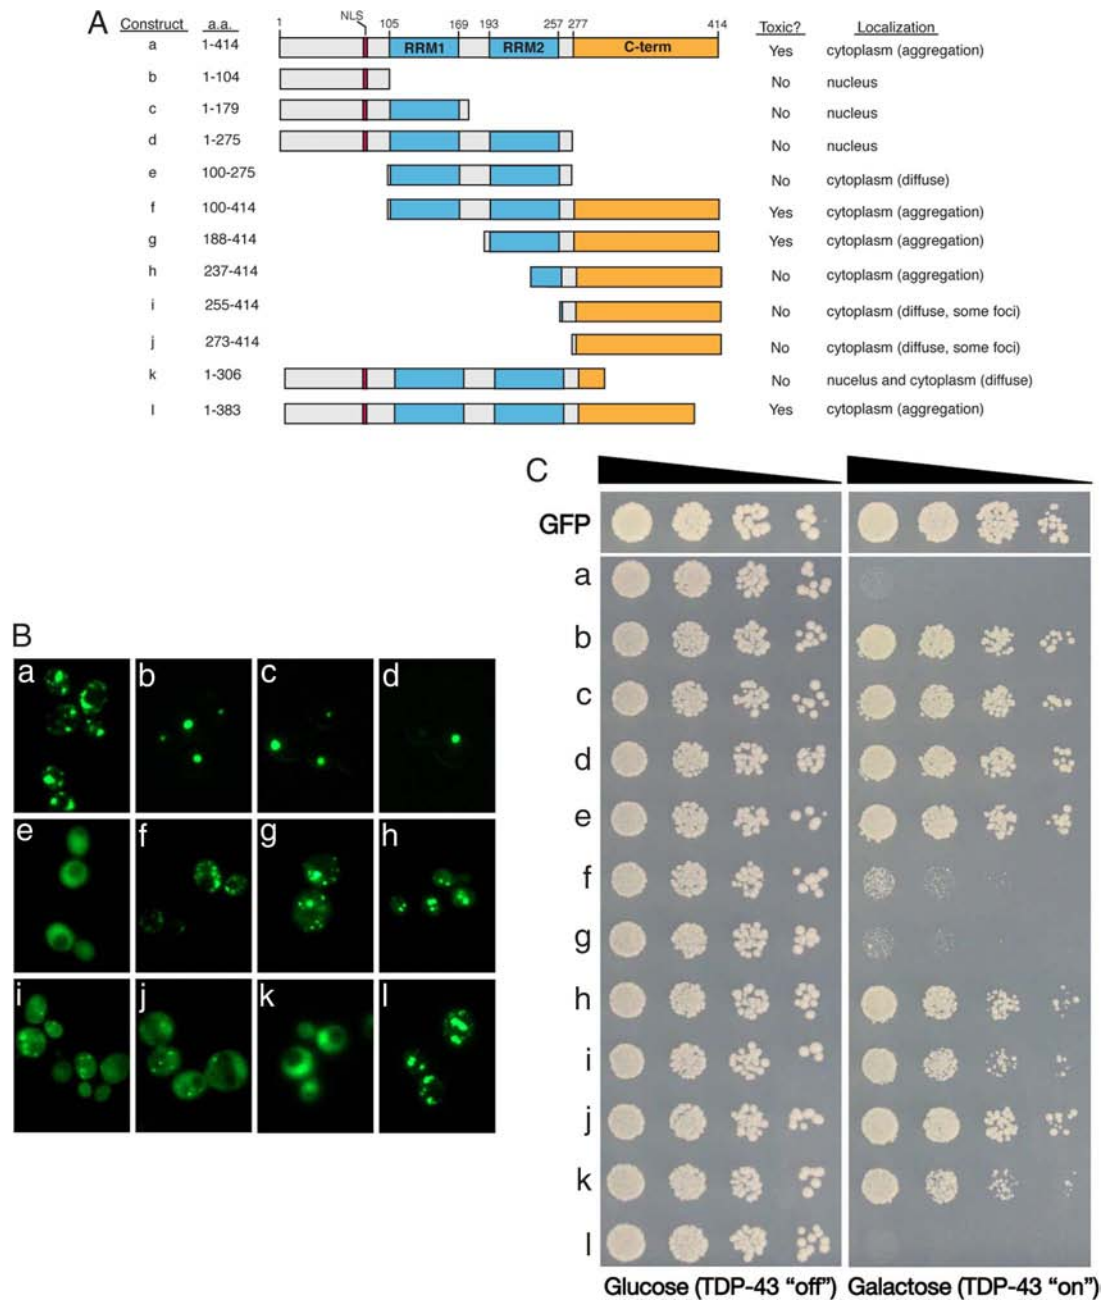 A
Construct a.a. 1 NLS 105 169 193 257 277 414 Toxic? Localization
a 1-414 RRM1 RRM2 C-term Yes cytoplasm (aggregation)
b 1-104 No nucleus
c 1-179 No nucleus
d 1-275 No nucleus
e 100-275 No cytoplasm (diffuse)
f 100-414 Yes cytoplasm (aggregation)
g 188-414 Yes cytoplasm (aggregation)
h 237-414 No cytoplasm (aggregation)
i 255-414 No cytoplasm (diffuse, some foci)
j 273-414 No cytoplasm (diffuse, some foci)
k 1-306 No nucelus and cytoplasm (diffuse)
l 1-383 Yes cytoplasm (aggregation)
B
a b c d
e f g h
i j k l
C
GFP
a
b
c
d
e
f
g
h
i
j
k
l
Glucose (TDP-43 "off") Galactose (TDP-43 "on")